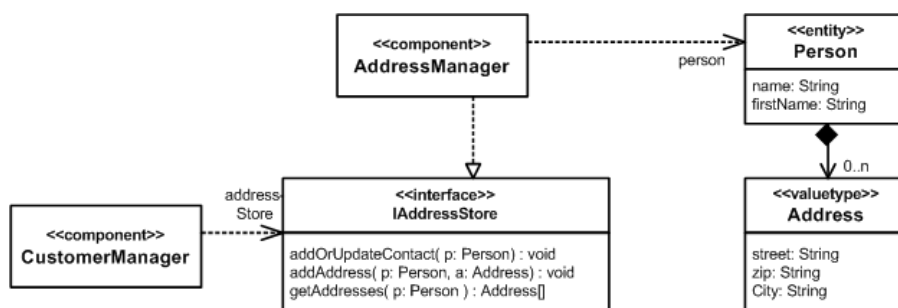 <<component>>
AddressManager
person
<<entity>>
Person
name: String
firstName: String
0..n
<<valuetype>>
Address
street: String
zip: String
City: String
address
Store
<<interface>>
IAddressStore
addOrUpdateContact( p: Person) : void
addAddress( p: Person, a: Address) : void
getAddresses( p: Person ) : Address[]
<<component>>
CustomerManager